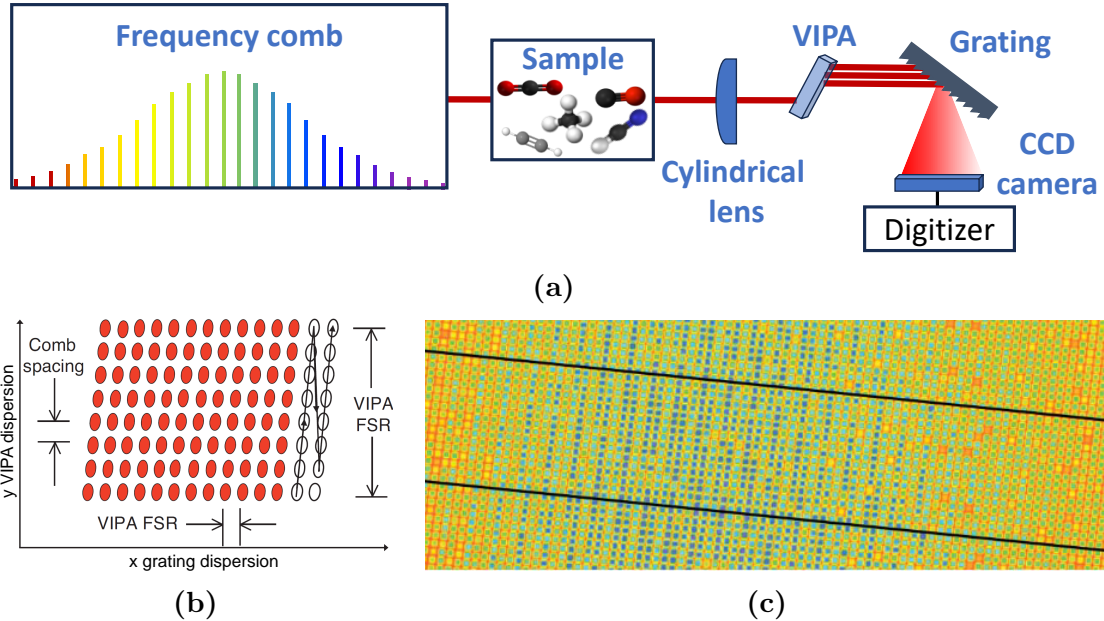 Frequency comb
Sample
VIPA
Grating
Cylindrical
lens
CCD
camera
Digitizer
(a)
y VIPA dispersion
Comb
spacing
VIPA
FSR
VIPA FSR
x grating dispersion
(b)
(c)